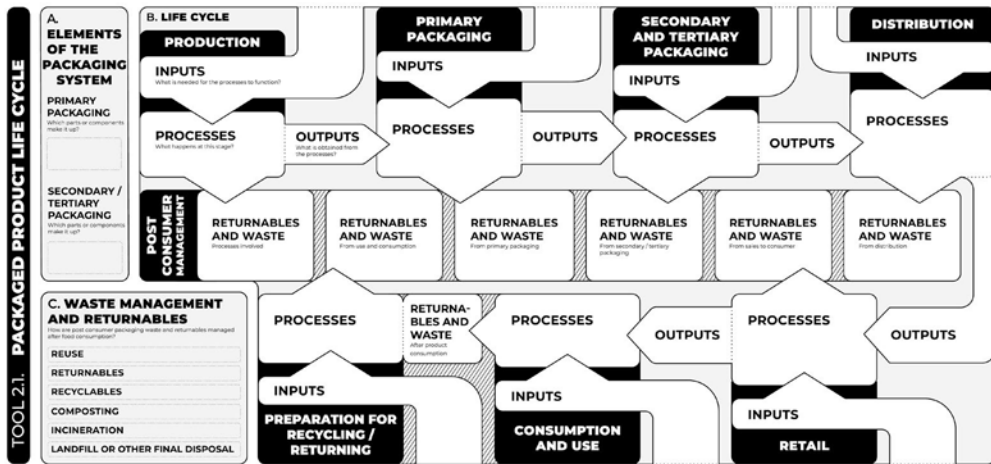 TOOL 2.1. PACKAGED PRODUCT LIFE CYCLE
A.
ELEMENTS
OF THE
PACKAGING
SYSTEM
PRIMARY
PACKAGING
Which parts or components
make it up?
SECONDARY /
TERTIARY
PACKAGING
Which parts or components
make it up?
B. LIFE CYCLE
PRODUCTION
INPUTS
What is needed for the processes to function?
PROCESSES
What happens at this stage?
OUTPUTS
What is obtained from
the processes?
PRIMARY
PACKAGING
INPUTS
PROCESSES
OUTPUTS
SECONDARY
AND TERTIARY
PACKAGING
INPUTS
PROCESSES
OUTPUTS
DISTRIBUTION
INPUTS
PROCESSES
POST
CONSUMER
MANAGEMENT
RETURNABLES
AND WASTE
Processes involved
RETURNABLES
AND WASTE
From use and consumption
RETURNABLES
AND WASTE
From primary packaging
RETURNABLES
AND WASTE
From secondary / tertiary
packaging
RETURNABLES
AND WASTE
From sales to consumer
RETURNABLES
AND WASTE
From distribution
C. WASTE MANAGEMENT
AND RETURNABLES
How are post consumer packaging waste and returnables managed
after food consumption?
REUSE
RETURNABLES
RECYCLABLES
COMPOSTING
INCINERATION
LANDFILL OR OTHER FINAL DISPOSAL
PROCESSES
INPUTS
PREPARATION FOR
RECYCLING /
RETURNING
RETURNA-
BLES AND
WASTE
After product
consumption
PROCESSES
INPUTS
CONSUMPTION
AND USE
OUTPUTS
PROCESSES
INPUTS
RETAIL
OUTPUTS